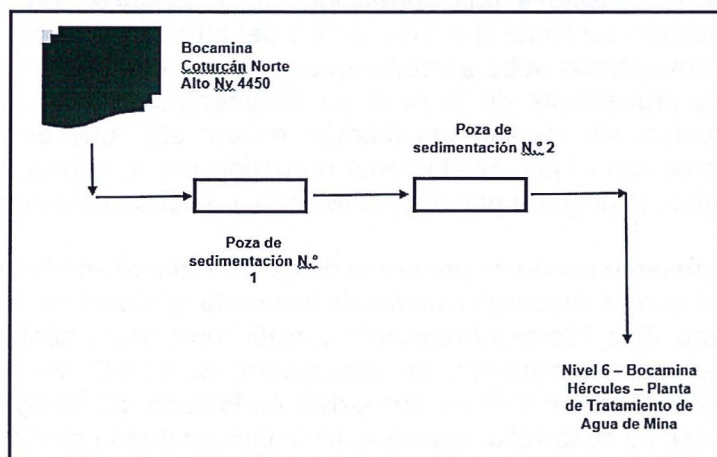 Bocamina
Coturcán Norte
Alto Nv 4450
Poza de
sedimentación N.º 2
Poza de
sedimentación N.º
1
Nivel 6 – Bocamina
Hércules – Planta
de Tratamiento de
Agua de Mina